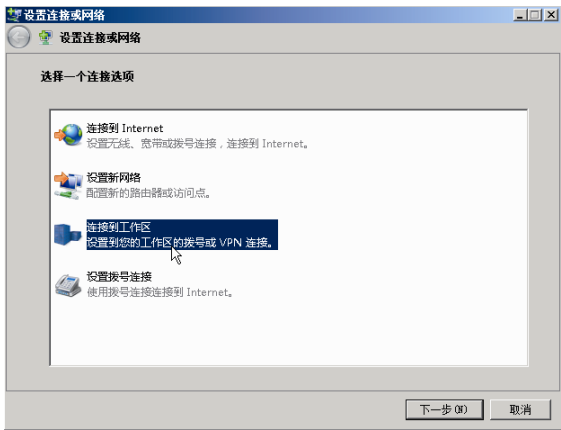 设置连接或网络
设置连接或网络
选择一个连接选项
连接到 Internet
设置无线、宽带或拨号连接，连接到 Internet。
设置新网络
配置新的路由器或访问点。
连接到工作区
设置到您的工作区的拨号或 VPN 连接。
设置拨号连接
使用拨号连接连接到 Internet。
下一步(N) 取消